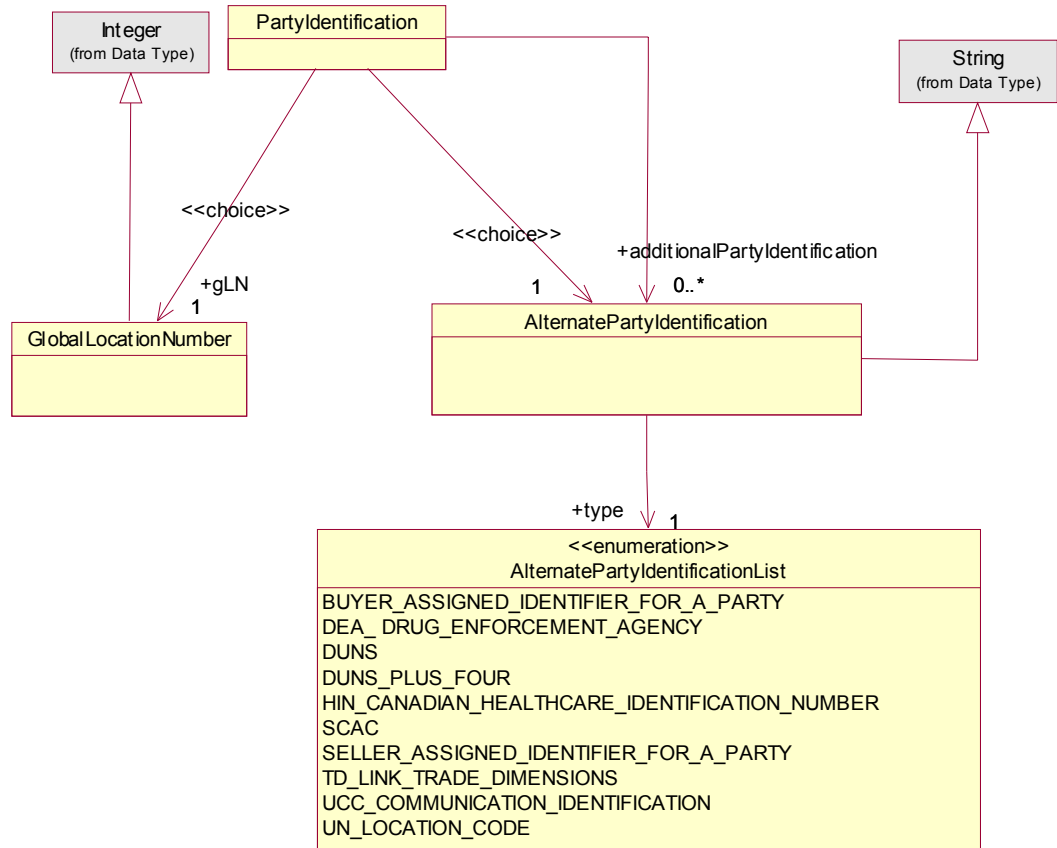 Integer
(from Data Type)
PartyIdentification
String
(from Data Type)
<<choice>>
<<choice>>
+additionalPartyIdentification
+gLN
1
1
0..*
GlobalLocationNumber
AlternatePartyIdentification
+type
1
<<enumeration>>
AlternatePartyIdentificationList
BUYER_ASSIGNED_IDENTIFIER_FOR_A_PARTY
DEA_ DRUG_ENFORCEMENT_AGENCY
DUNS
DUNS_PLUS_FOUR
HIN_CANADIAN_HEALTHCARE_IDENTIFICATION_NUMBER
SCAC
SELLER_ASSIGNED_IDENTIFIER_FOR_A_PARTY
TD_LINK_TRADE_DIMENSIONS
UCC_COMMUNICATION_IDENTIFICATION
UN_LOCATION_CODE